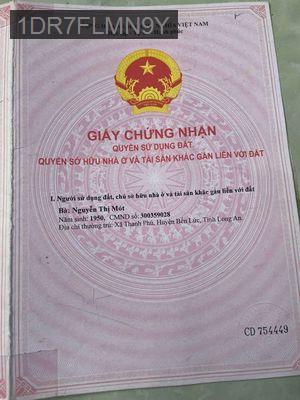 1DR7FLMN9Y
VIỆT NAM
phúc
GIẤY CHỨNG NHẬN
QUYỀN SỬ DỤNG ĐẤT
QUYỀN SỞ HỮU NHÀ Ở VÀ TÀI SẢN KHÁC GẮN LIỀN VỚI ĐẤT
I. Người sử dụng đất, chủ sở hữu nhà ở và tài sản khác gắn liền với đất
Bà: Nguyễn Thị Mót
Năm sinh: 1950, CMND số: 300359028
Địa chỉ thường trú: Xã Thạnh Phú, Huyện Bến Lức, Tỉnh Long An.
CD 754449